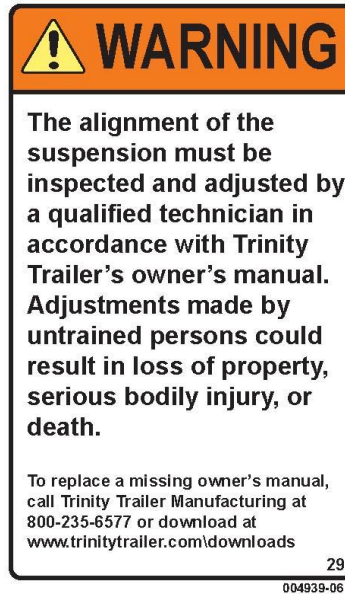 WARNING
The alignment of the
suspension must be
inspected and adjusted by
a qualified technician in
accordance with Trinity
Trailer's owner's manual.
Adjustments made by
untrained persons could
result in loss of property,
serious bodily injury, or
death.
To replace a missing owner's manual,
call Trinity Trailer Manufacturing at
800-235-6577 or download at
www.trinitytrailer.com\downloads
29
004939-06